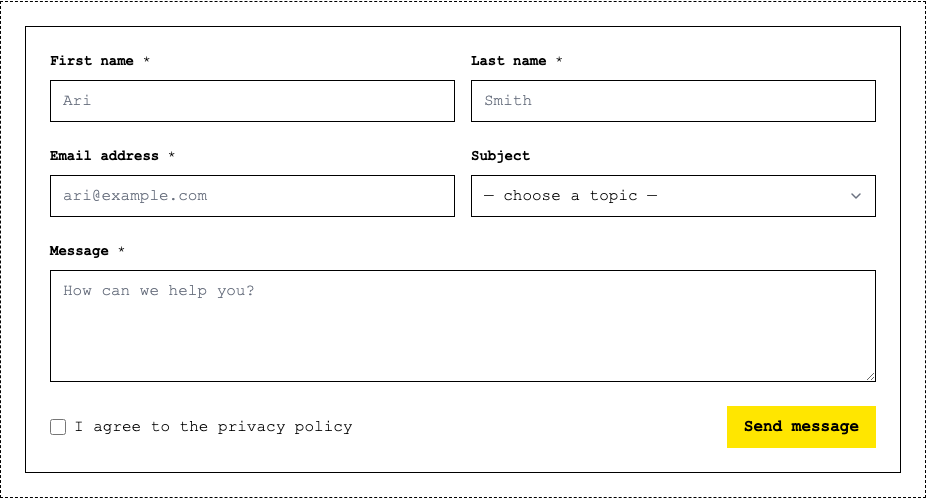 First name *
Last name *
Ari
Smith
Email address *
Subject
ari@example.com
— choose a topic —
Message *
How can we help you?
I agree to the privacy policy
Send message